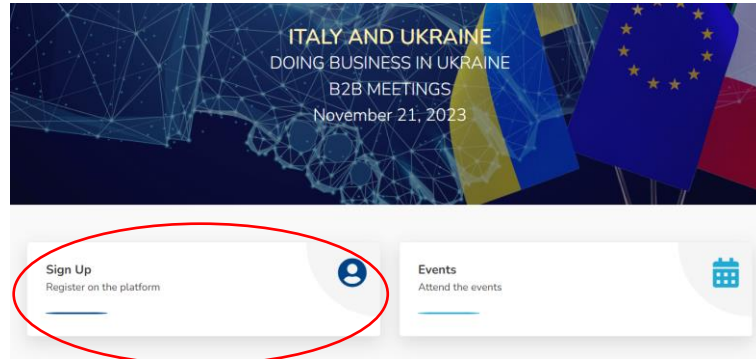 ITALY AND UKRAINE
DOING BUSINESS IN UKRAINE
B2B MEETINGS
November 21, 2023
Sign Up
Register on the platform
Events
Attend the events